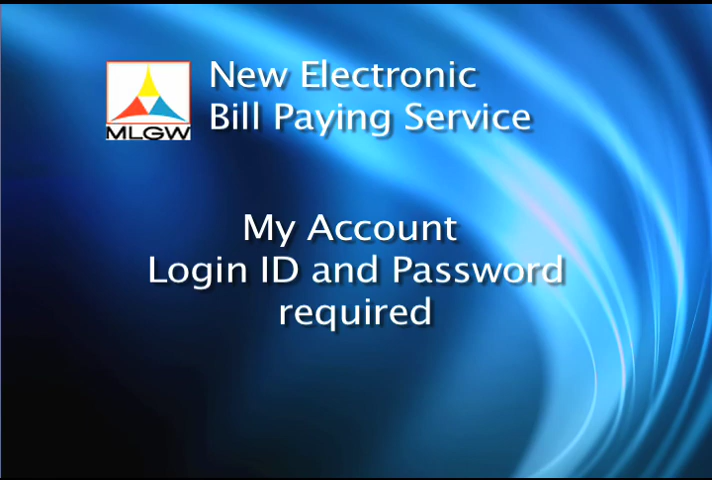 New Electronic
Bill Paying Service
MLGW
My Account
Login ID and Password
required